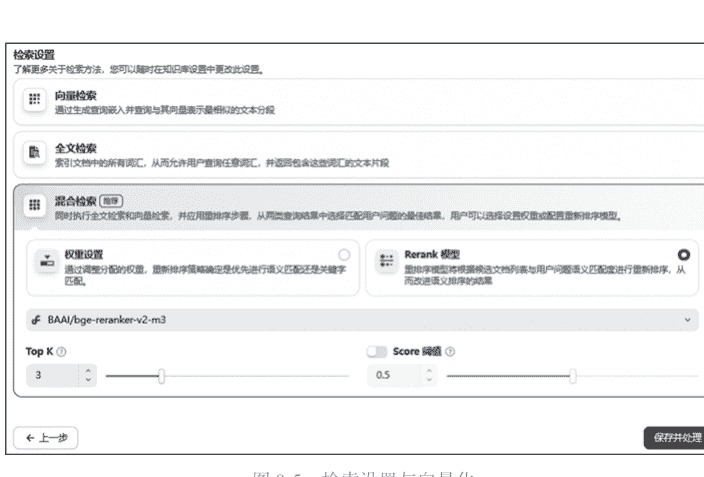 检索设置
了解更多关于检索方法，您可以随时在知识库设置中更改此设置。
向量检索
通过生成查询嵌入并查询与其向量表示最相似的文本分段
全文检索
索引文档中的所有词汇，从而允许用户查询任意词汇，并返回包含这些词汇的文本片段
混合检索 推荐
同时执行全文检索和向量检索，并应用重排序步骤，从两类查询结果中选择匹配用户问题的最佳结果，用户可以选择设置权重或配置重新排序模型。
权重设置
通过调整分配的权重，重新排序策略确定是优先进行语义匹配还是关键字
匹配。
Rerank 模型
重排序模型将根据候选文档列表与用户问题语义匹配度进行重新排序，从
而改进语义排序的结果
BAAI/bge-reranker-v2-m3
Top K
3
Score 阈值
0.5
← 上一步
保存并处理